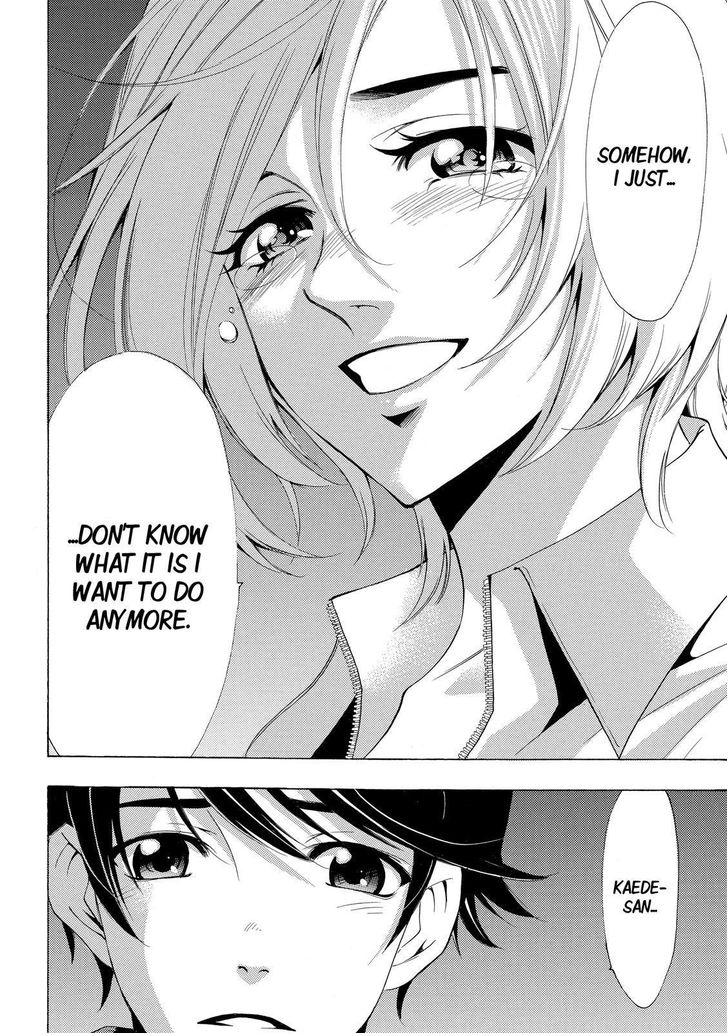 SOMEHOW,
I JUST...
...DON'T KNOW
WHAT IT IS I
WANT TO DO
ANYMORE.
KAEDE-
SAN...